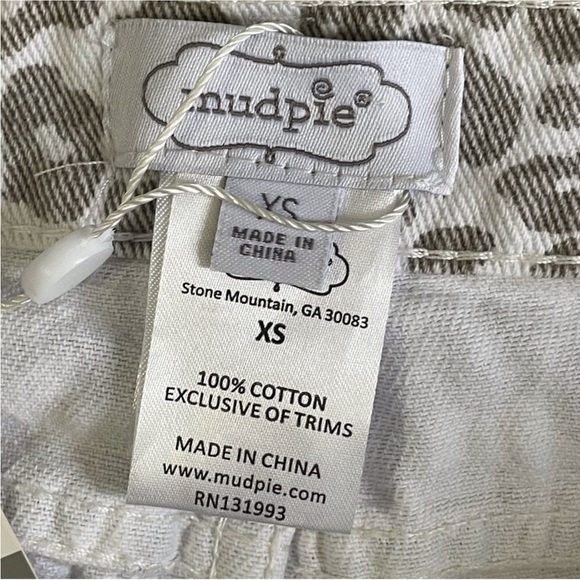 mudpie®
XS
MADE IN
CHINA
Stone Mountain, GA 30083
XS
100% COTTON
EXCLUSIVE OF TRIMS
MADE IN CHINA
www.mudpie.com
RN131993